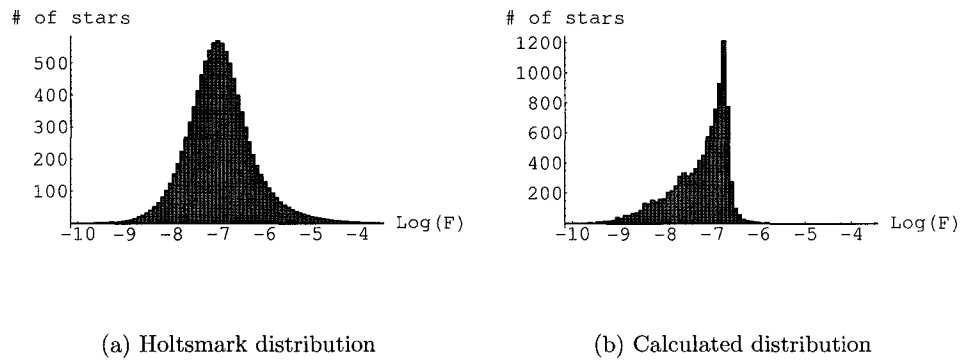 # of stars
500
400
300
200
100
-10 -9 -8 -7 -6 -5 -4 Log(F)
(a) Holtsmark distribution
# of stars
1200
1000
800
600
400
200
-10 -9 -8 -7 -6 -5 -4 Log(F)
(b) Calculated distribution